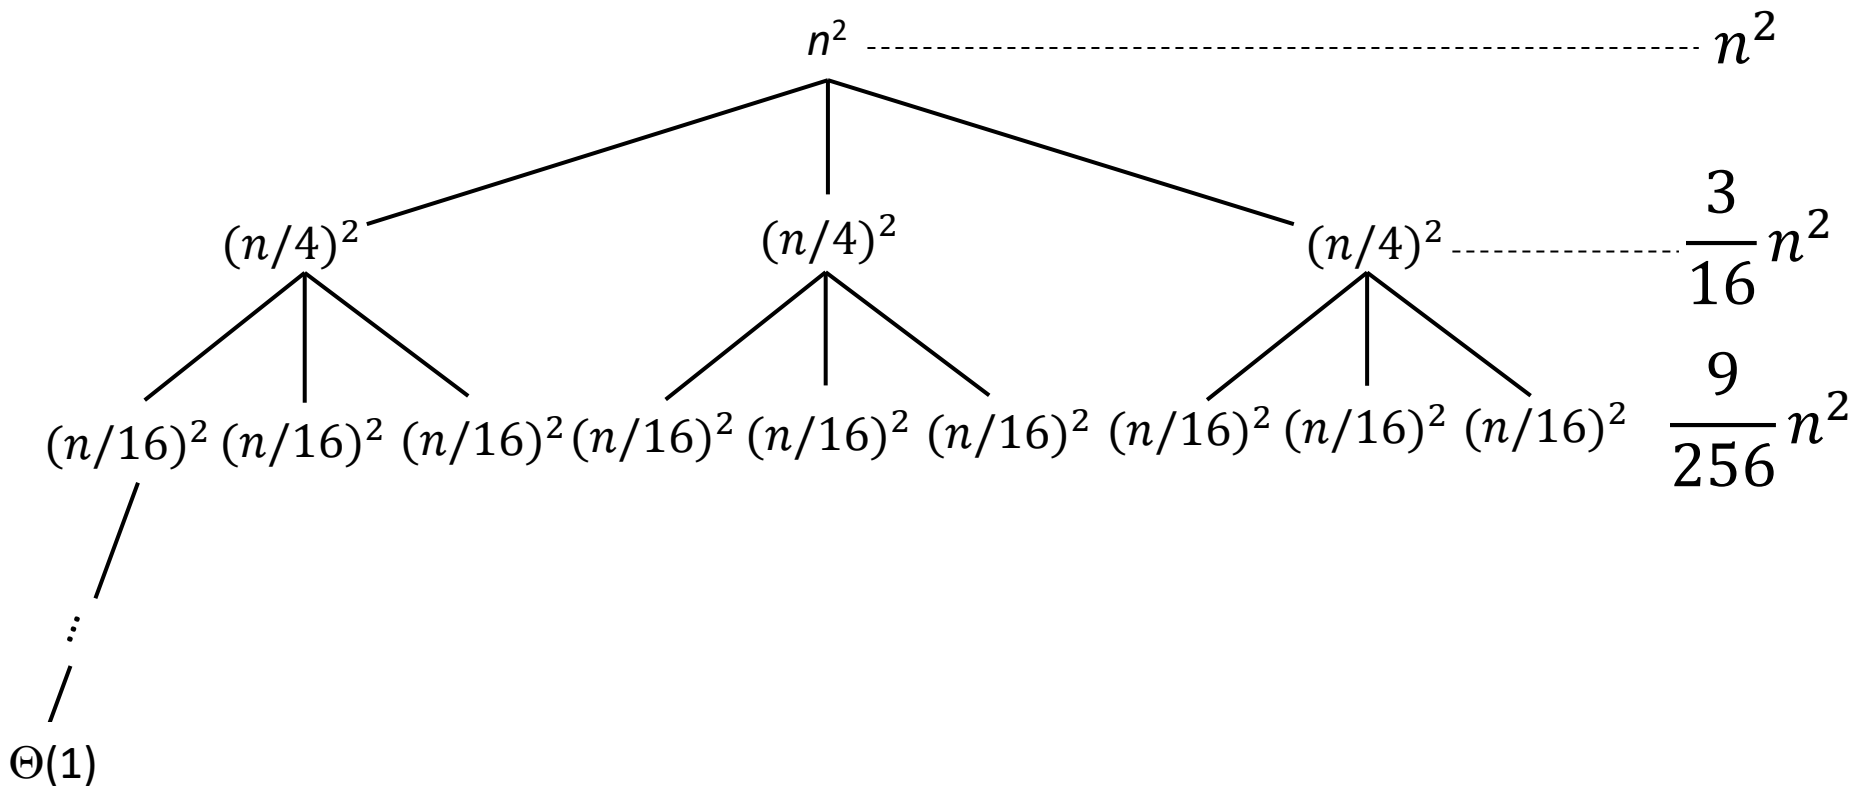 n² n²
(n/4)² (n/4)² (n/4)² 3/16 n²
(n/16)² (n/16)² (n/16)² (n/16)² (n/16)² (n/16)² (n/16)² (n/16)² (n/16)² 9/256 n²
⋮
Θ(1)